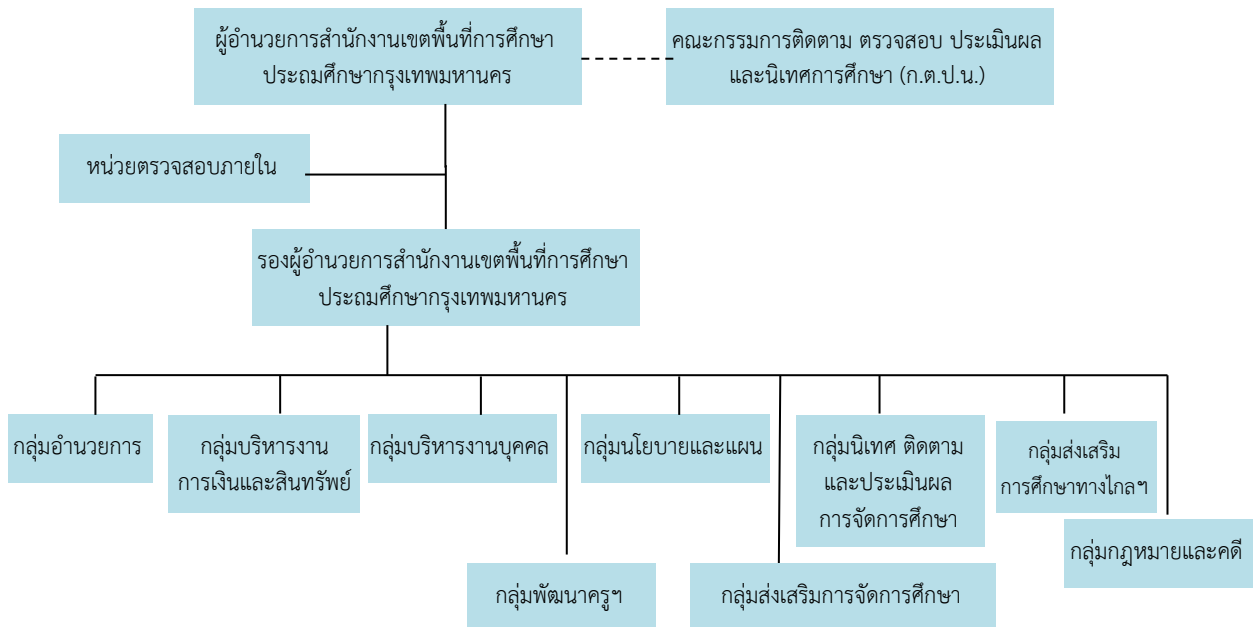 ผู้อำนวยการสำนักงานเขตพื้นที่การศึกษา
ประถมศึกษากรุงเทพมหานคร
คณะกรรมการติดตาม ตรวจสอบ ประเมินผล
และนิเทศการศึกษา (ก.ต.ป.น.)
หน่วยตรวจสอบภายใน
รองผู้อำนวยการสำนักงานเขตพื้นที่การศึกษา
ประถมศึกษากรุงเทพมหานคร
กลุ่มอำนวยการ
กลุ่มบริหารงาน
การเงินและสินทรัพย์
กลุ่มบริหารงานบุคคล
กลุ่มนโยบายและแผน
กลุ่มนิเทศ ติดตาม
และประเมินผล
การจัดการศึกษา
กลุ่มส่งเสริม
การศึกษาทางไกลฯ
กลุ่มกฎหมายและคดี
กลุ่มพัฒนาครูฯ
กลุ่มส่งเสริมการจัดการศึกษา